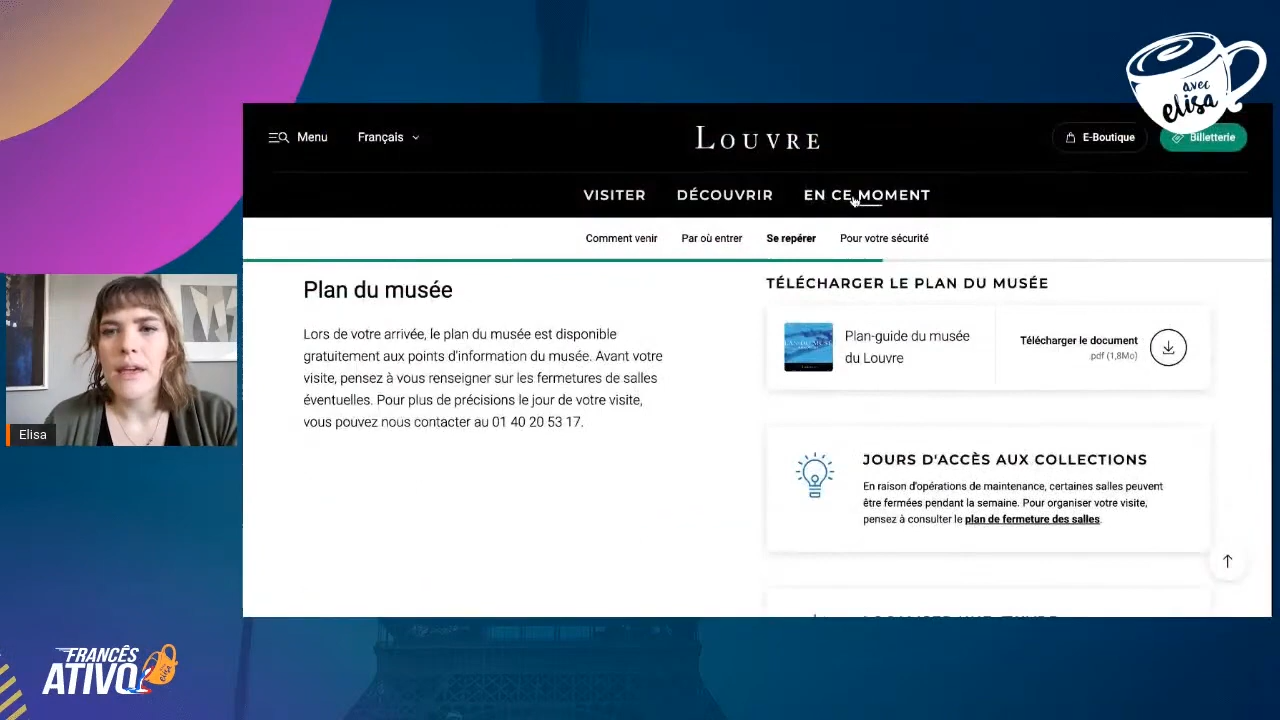 avec
elisa
Menu
Français
LOUVRE
E-Boutique
Billetterie
VISITER
DÉCOUVRIR
EN CE MOMENT
Comment venir
Par où entrer
Se repérer
Pour votre sécurité
Plan du musée
Lors de votre arrivée, le plan du musée est disponible
gratuitement aux points d'information du musée. Avant votre
visite, pensez à vous renseigner sur les fermetures de salles
éventuelles. Pour plus de précisions le jour de votre visite,
vous pouvez nous contacter au 01 40 20 53 17.
TÉLÉCHARGER LE PLAN DU MUSÉE
Plan-guide du musée
du Louvre
Télécharger le document
.pdf (1,8Mo)
JOURS D'ACCÈS AUX COLLECTIONS
En raison d'opérations de maintenance, certaines salles peuvent
être fermées pendant la semaine. Pour organiser votre visite,
pensez à consulter le plan de fermeture des salles.
Elisa
FRANCÊS
ATIVO
elisa